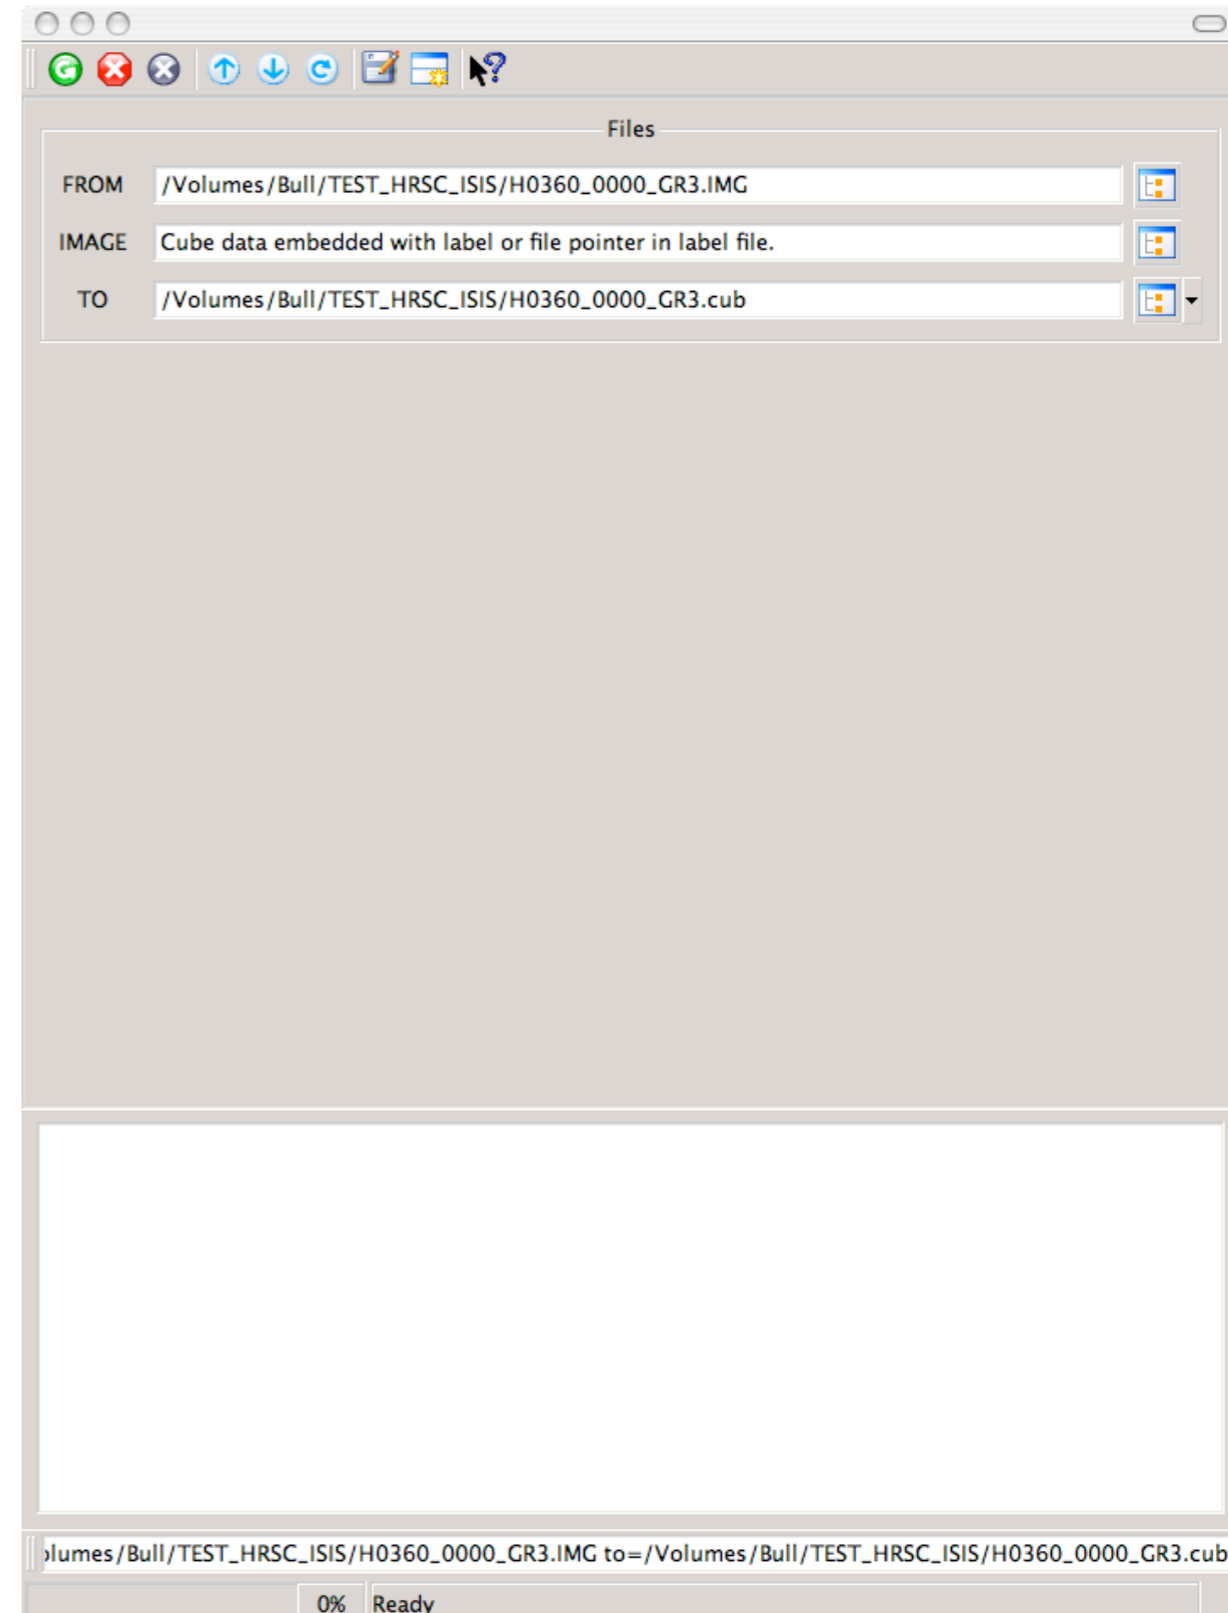 Files
FROM /Volumes/Bull/TEST_HRSC_ISIS/H0360_0000_GR3.IMG
IMAGE Cube data embedded with label or file pointer in label file.
TO /Volumes/Bull/TEST_HRSC_ISIS/H0360_0000_GR3.cub
olumes/Bull/TEST_HRSC_ISIS/H0360_0000_GR3.IMG to=/Volumes/Bull/TEST_HRSC_ISIS/H0360_0000_GR3.cub
0% Ready